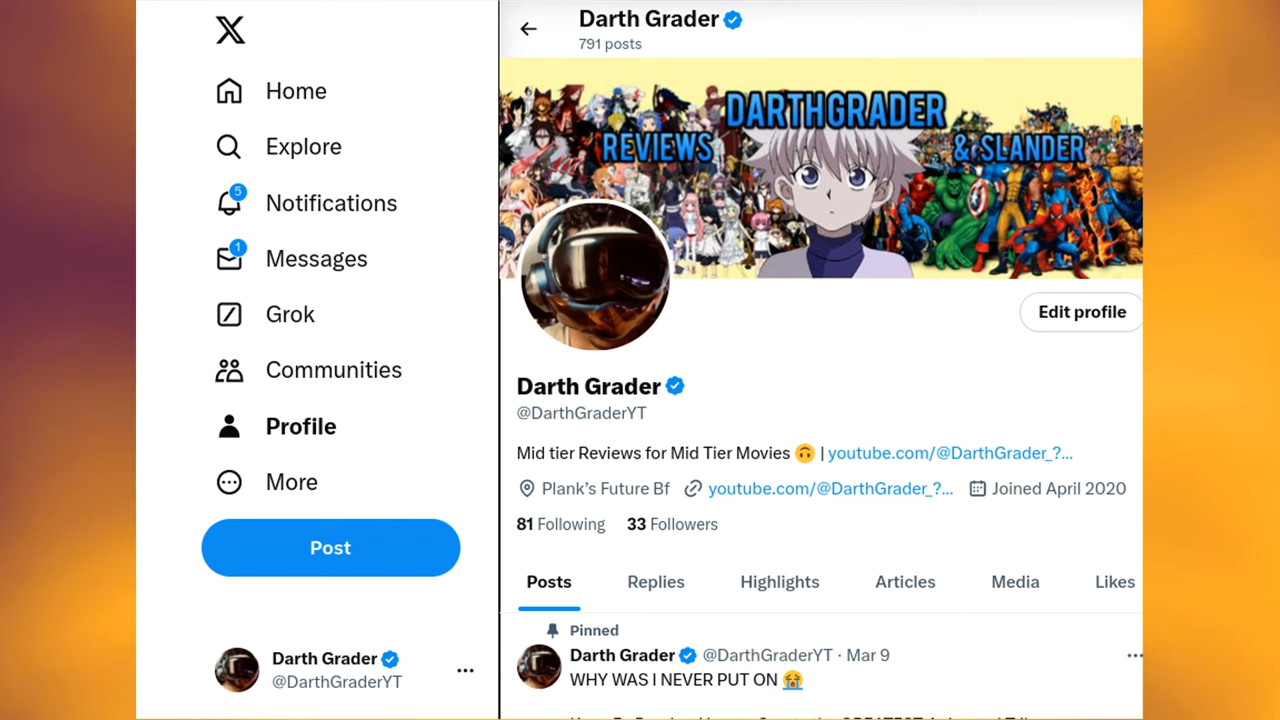 X
Home
Explore
5
Notifications
1
Messages
Grok
Communities
Profile
More
Post
Darth Grader
@DarthGraderYT
Darth Grader
791 posts
DARTHGRADER
REVIEWS
& SLANDER
Edit profile
Darth Grader
@DarthGraderYT
Mid tier Reviews for Mid Tier Movies 🙃 | youtube.com/@DarthGrader_?...
Plank’s Future Bf youtube.com/@DarthGrader_?... Joined April 2020
81 Following 33 Followers
Posts Replies Highlights Articles Media Likes
Pinned
Darth Grader @DarthGraderYT · Mar 9
WHY WAS I NEVER PUT ON 😭